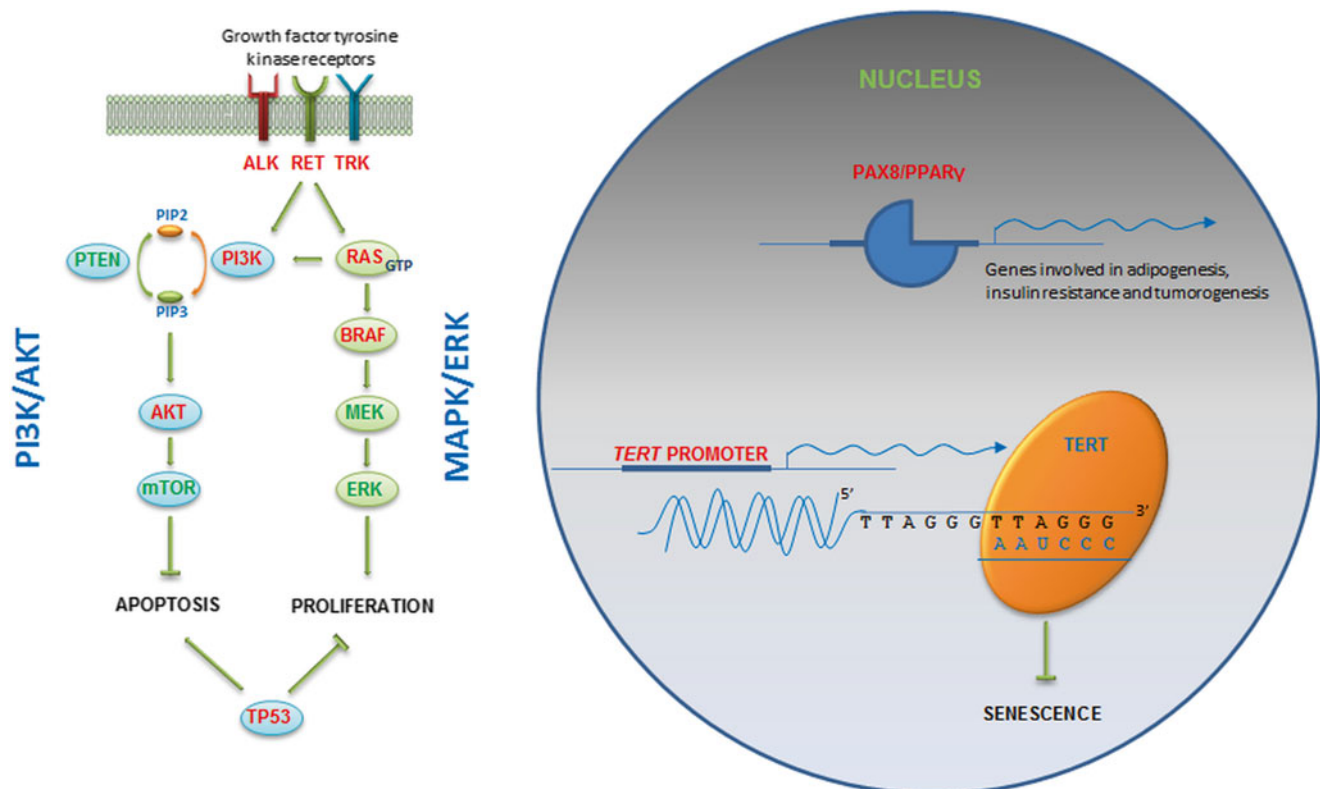 Growth factor tyrosine
kinase receptors
ALK RET TRK
PIP2
PTEN
PI3K
RAS
GTP
PIP3
BRAF
PI3K/AKT
MAPK/ERK
AKT
MEK
mTOR
ERK
APOPTOSIS
PROLIFERATION
TP53
NUCLEUS
PAX8/PPARγ
Genes involved in adipogenesis,
insulin resistance and tumorogenesis
TERT PROMOTER
TERT
5'
3'
T T A G G G T T A G G G
A A U C C C
SENESCENCE